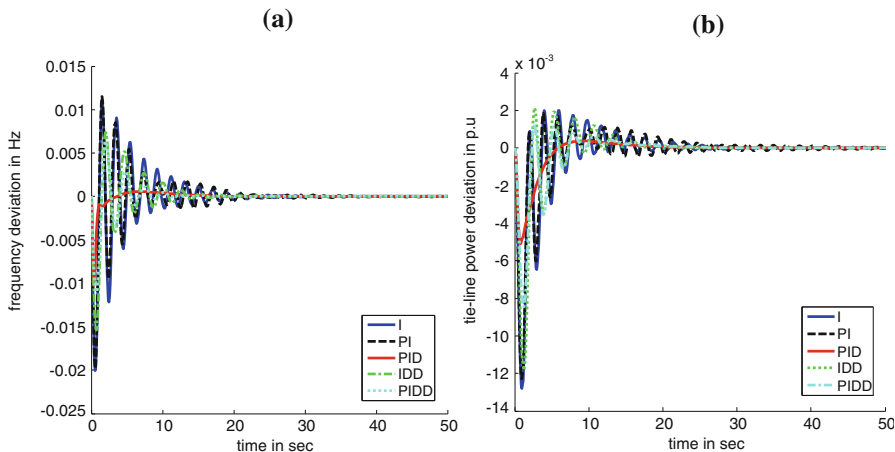 (a)
frequency deviation in Hz
0.015
0.01
0.005
0
-0.005
-0.01
-0.015
-0.02
-0.025
0 10 20 30 40 50
time in sec
I
PI
PID
IDD
PIDD
(b)
x 10⁻³
tie-line power deviation in p.u
4
2
0
-2
-4
-6
-8
-10
-12
-14
0 10 20 30 40 50
time in sec
I
PI
PID
IDD
PIDD